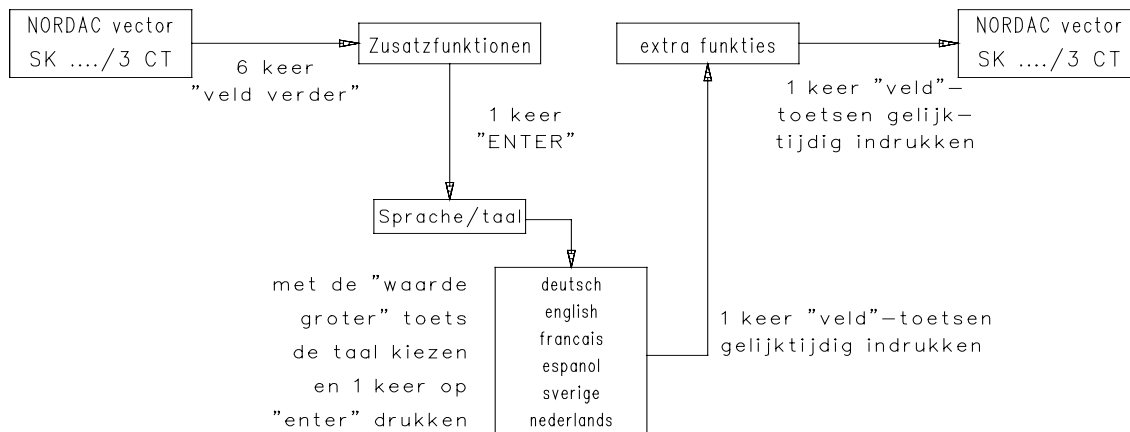 NORDAC vector
SK ..../3 CT
6 keer
"veld verder"
Zusatzfunktionen
1 keer
"ENTER"
Sprache/taal
met de "waarde
groter" toets
de taal kiezen
en 1 keer op
"enter" drukken
deutsch
english
francais
espanol
sverige
nederlands
1 keer "veld"-toetsen
gelijktijdig indrukken
extra funkties
1 keer "veld"-
toetsen gelijk-
tijdig indrukken
NORDAC vector
SK ..../3 CT